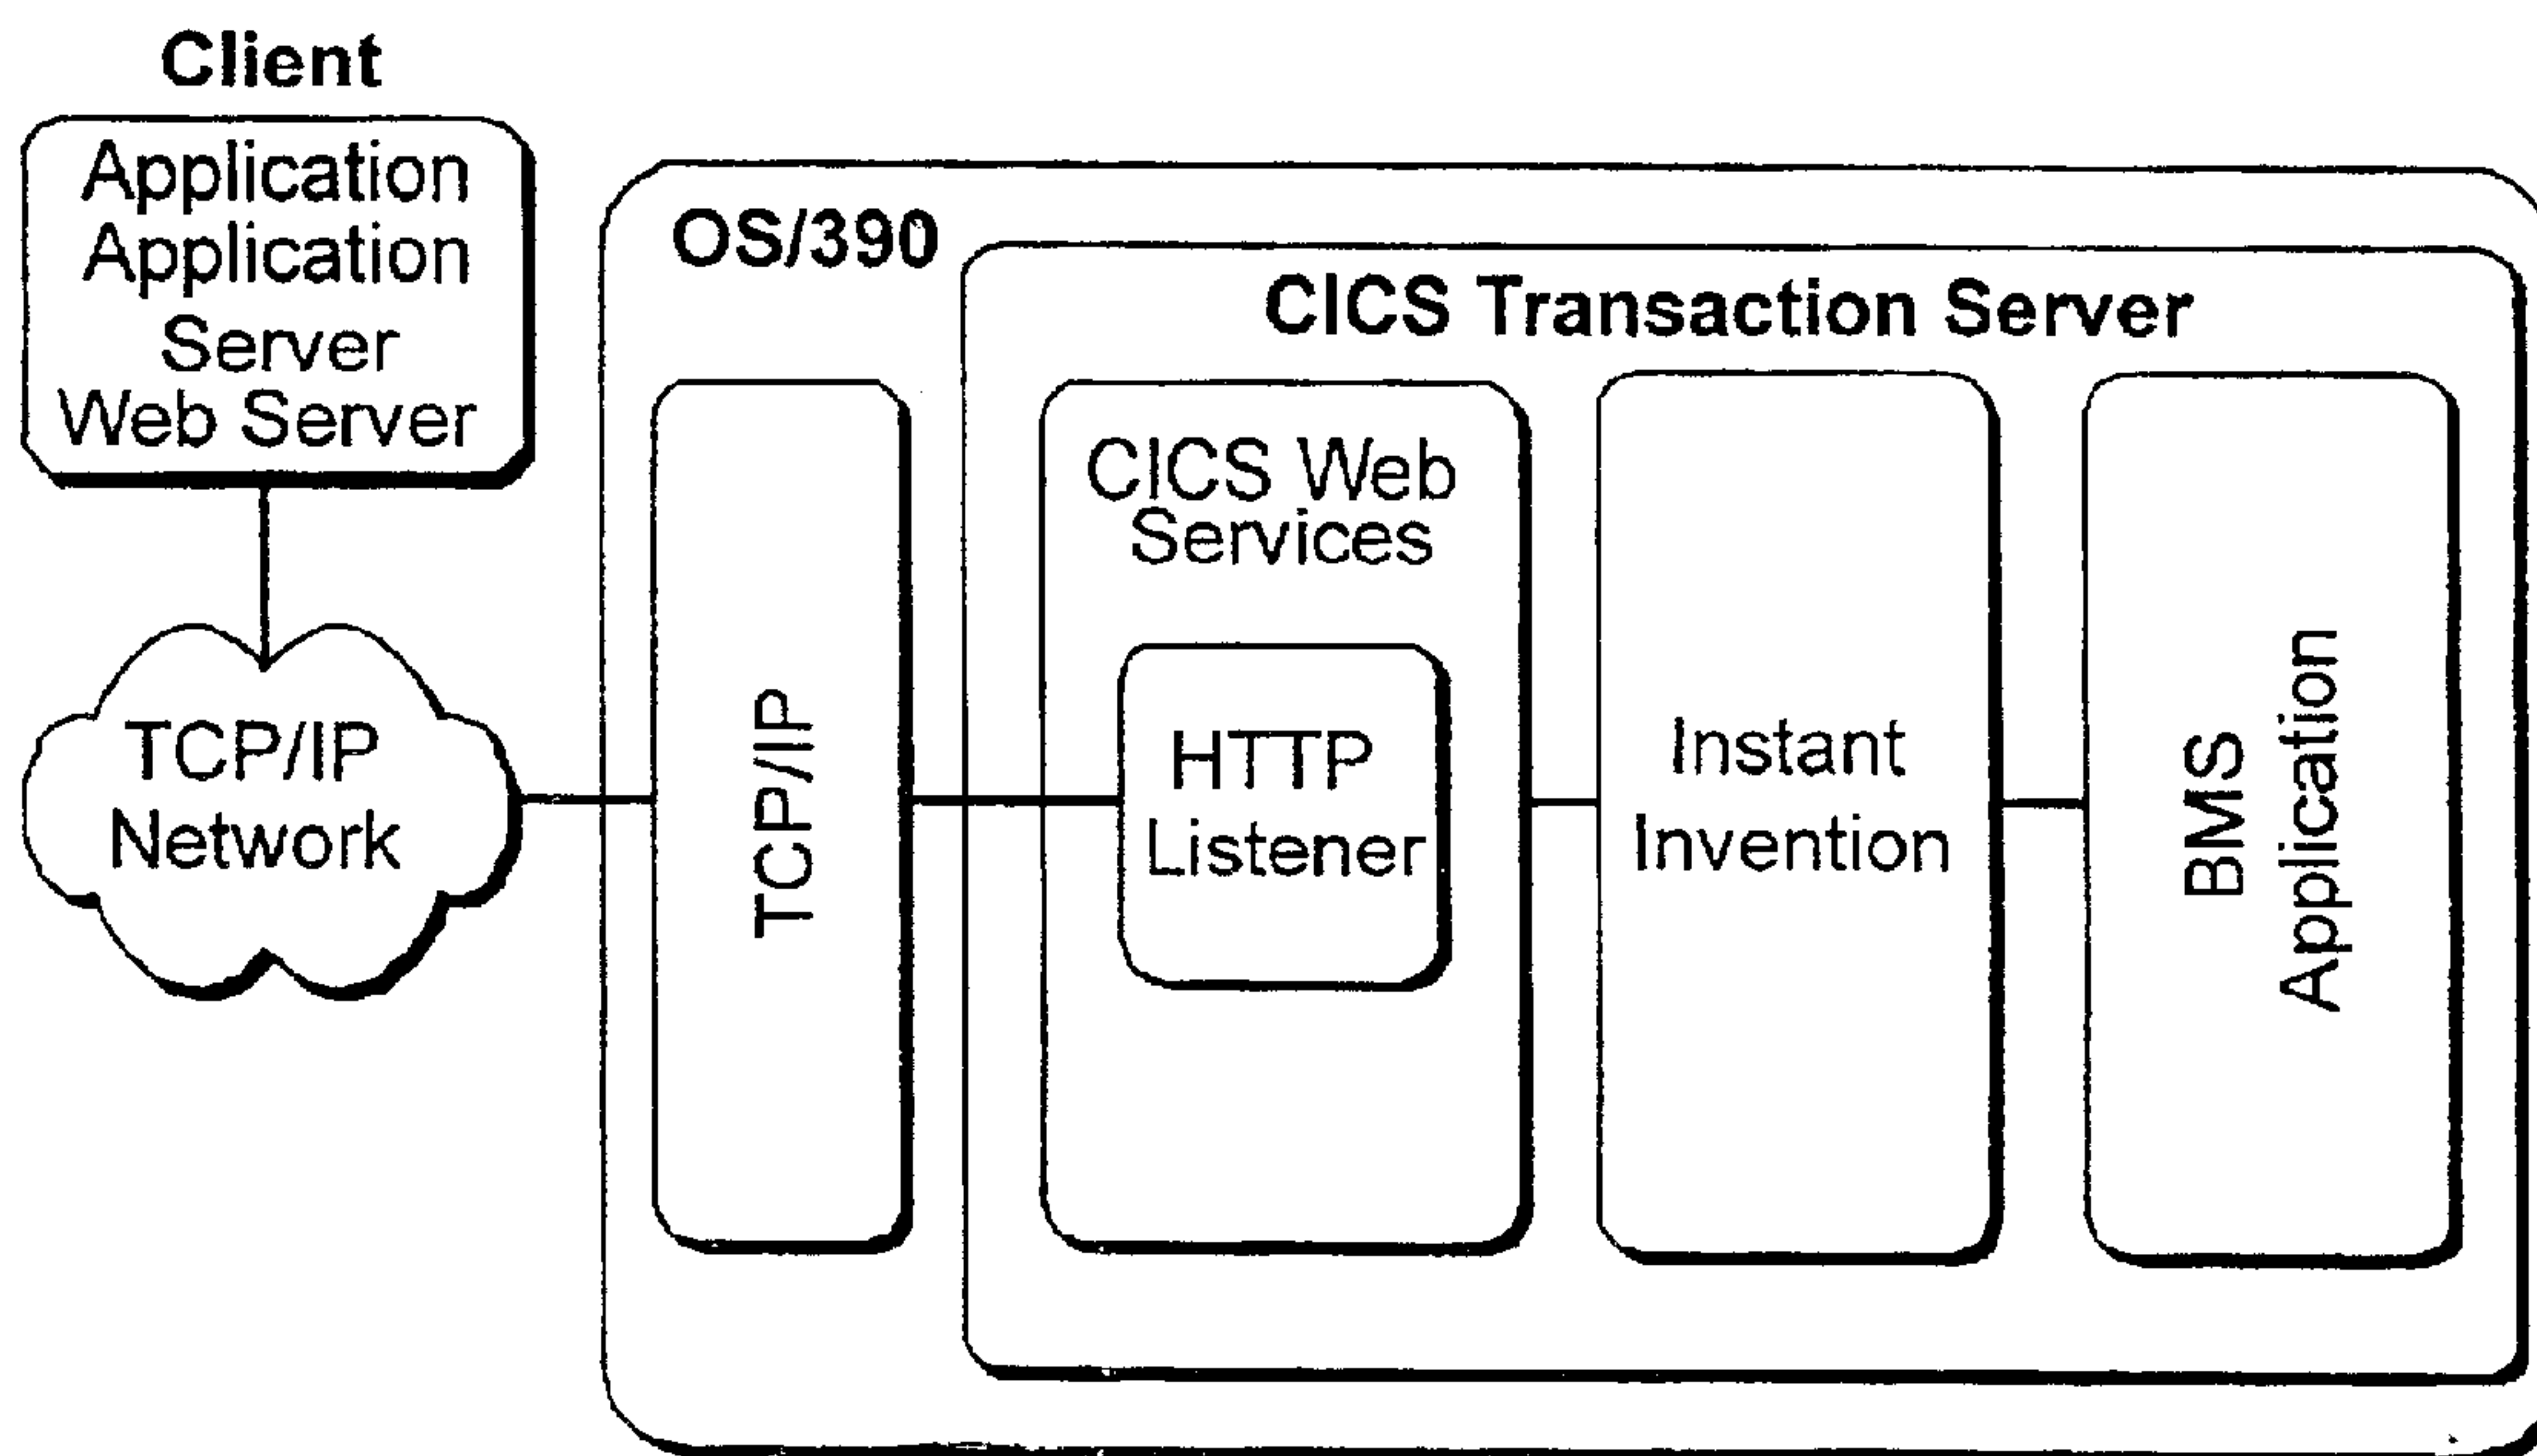 Client
Application
Application
Server
Web Server
TCP/IP
Network
OS/390
TCP/IP
CICS Transaction Server
CICS Web
Services
HTTP
Listener
Instant
Invention
BMS
Application